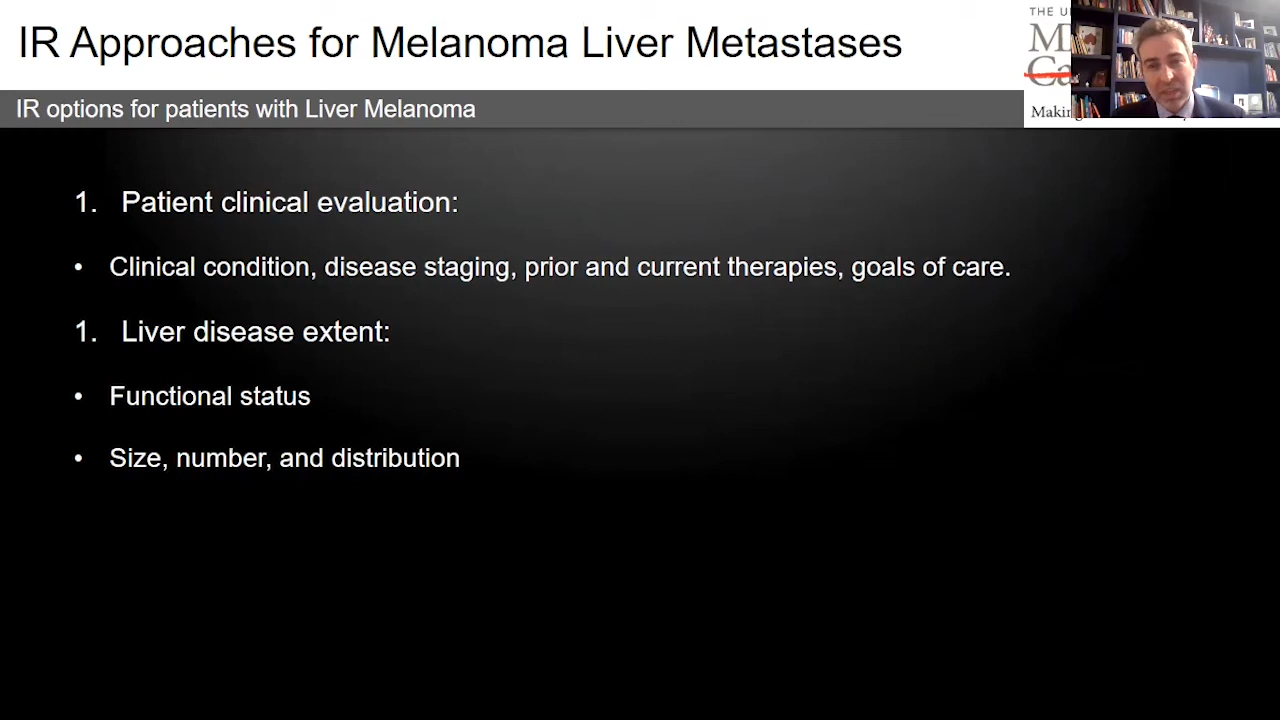 IR Approaches for Melanoma Liver Metastases
THE U
IR options for patients with Liver Melanoma
1. Patient clinical evaluation:
• Clinical condition, disease staging, prior and current therapies, goals of care.
1. Liver disease extent:
• Functional status
• Size, number, and distribution